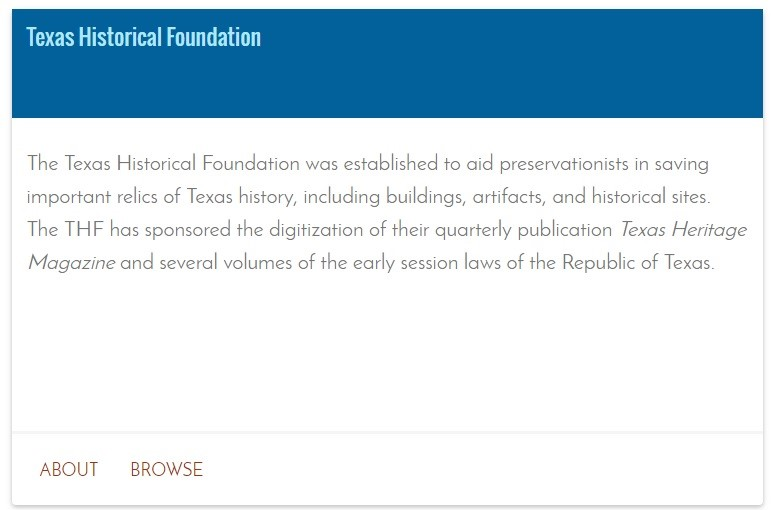 Texas Historical Foundation
The Texas Historical Foundation was established to aid preservationists in saving
important relics of Texas history, including buildings, artifacts, and historical sites.
The THF has sponsored the digitization of their quarterly publication Texas Heritage
Magazine and several volumes of the early session laws of the Republic of Texas.
ABOUT BROWSE